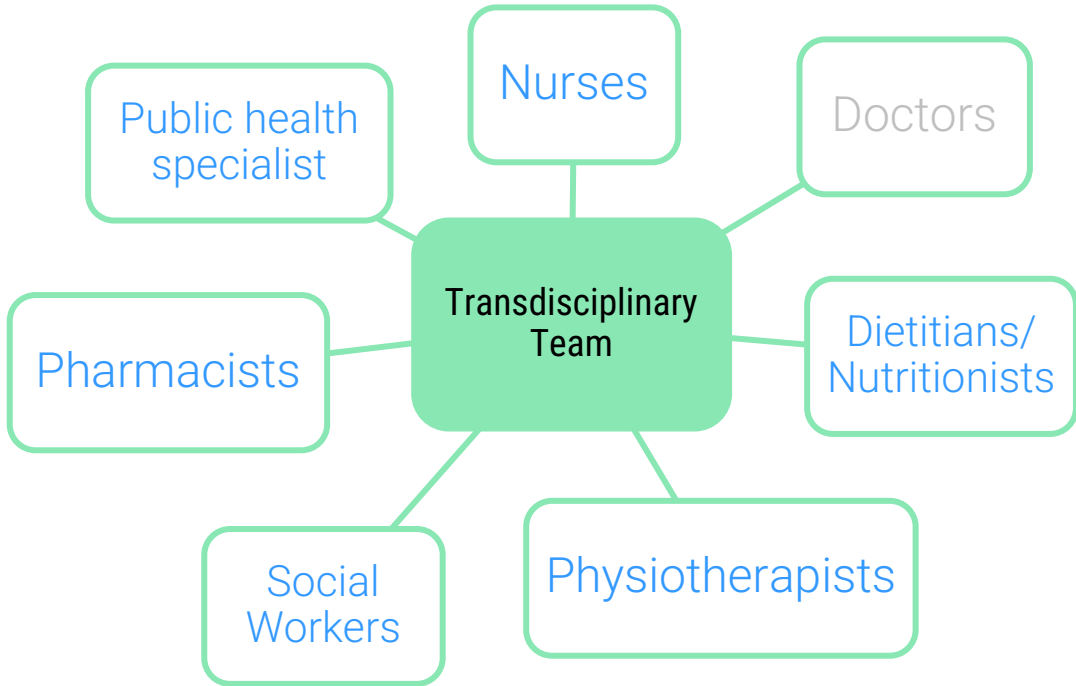 Nurses
Doctors
Public health
specialist
Transdisciplinary
Team
Dietitians/
Nutritionists
Pharmacists
Physiotherapists
Social
Workers